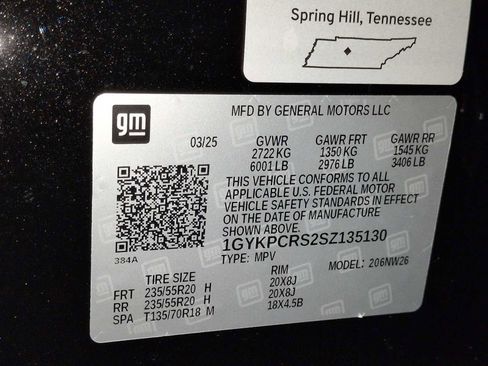 Spring Hill, Tennessee
gm
MFD BY GENERAL MOTORS LLC
03/25 GVWR GAWR FRT GAWR RR
2722 KG 1350 KG 1545 KG
6001 LB 2976 LB 3406 LB
THIS VEHICLE CONFORMS TO ALL
APPLICABLE U.S. FEDERAL MOTOR
VEHICLE SAFETY STANDARDS IN EFFECT
ON THE DATE OF MANUFACTURE
SHOWN ABOVE.
1GYKPCRS2SZ135130
384A TYPE: MPV MODEL: 206NW26
TIRE SIZE RIM
FRT 235/55R20 H 20X8J
RR 235/55R20 H 20X8J
SPA T135/70R18 M 18X4.5B